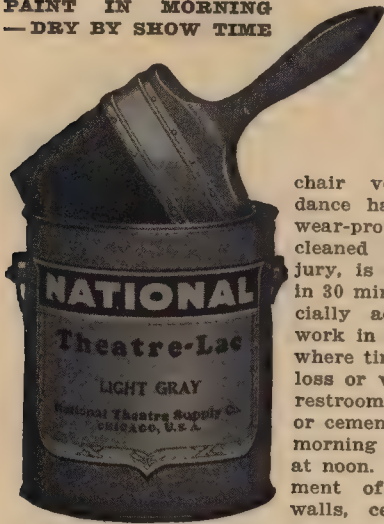 PAINT IN MORNING
— DRY BY SHOW TIME
NATIONAL
Theatre-Lac
LIGHT GRAY
National Theatre Supply Co.
CHICAGO, U.S.A.
chair v
dance ha
wear-pro
cleaned
jury, is
in 30 min
cially a
work in
where tin
loss or v
restroom
or cemen
morning
at noon.
ment of
walls, ce